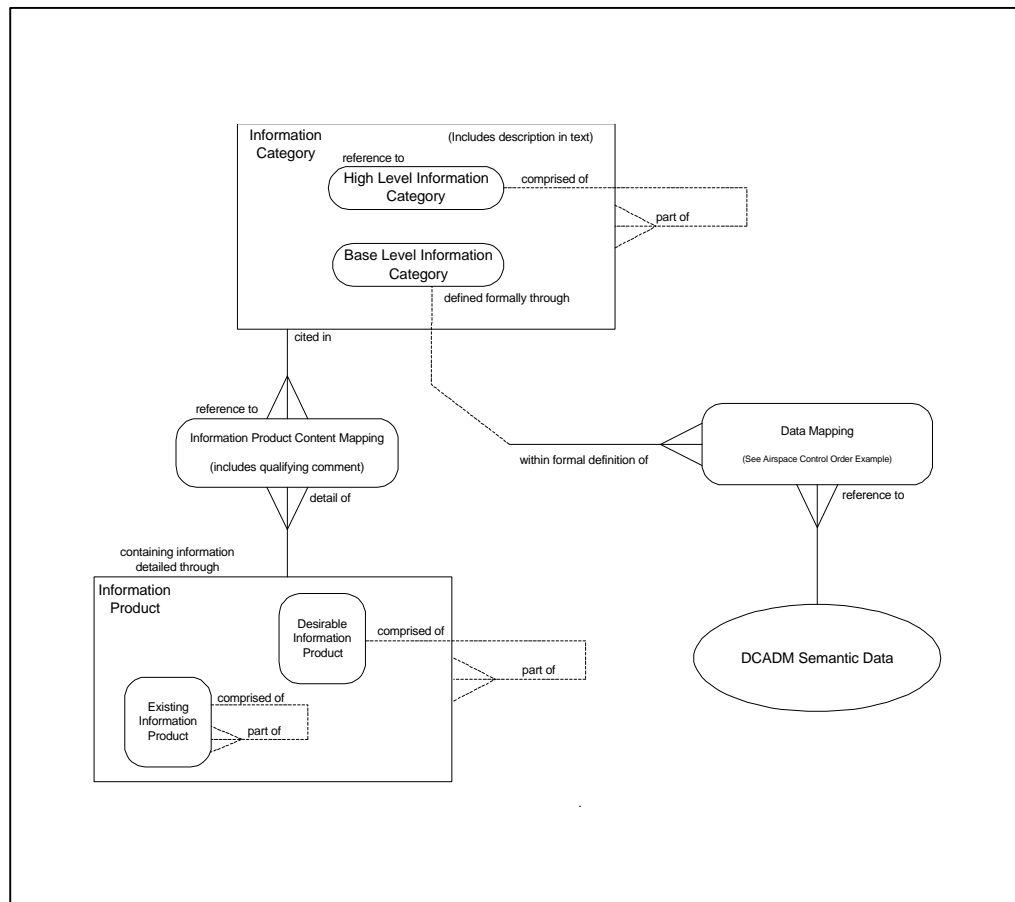 Information
Category
(Includes description in text)
reference to
High Level Information
Category
comprised of
part of
Base Level Information
Category
defined formally through
cited in
reference to
Information Product Content Mapping
(includes qualifying comment)
detail of
within formal definition of
Data Mapping
(See Airspace Control Order Example)
reference to
containing information
detailed through
Information
Product
Desirable
Information
Product
comprised of
part of
Existing
Information
Product
comprised of
part of
DCADM Semantic Data